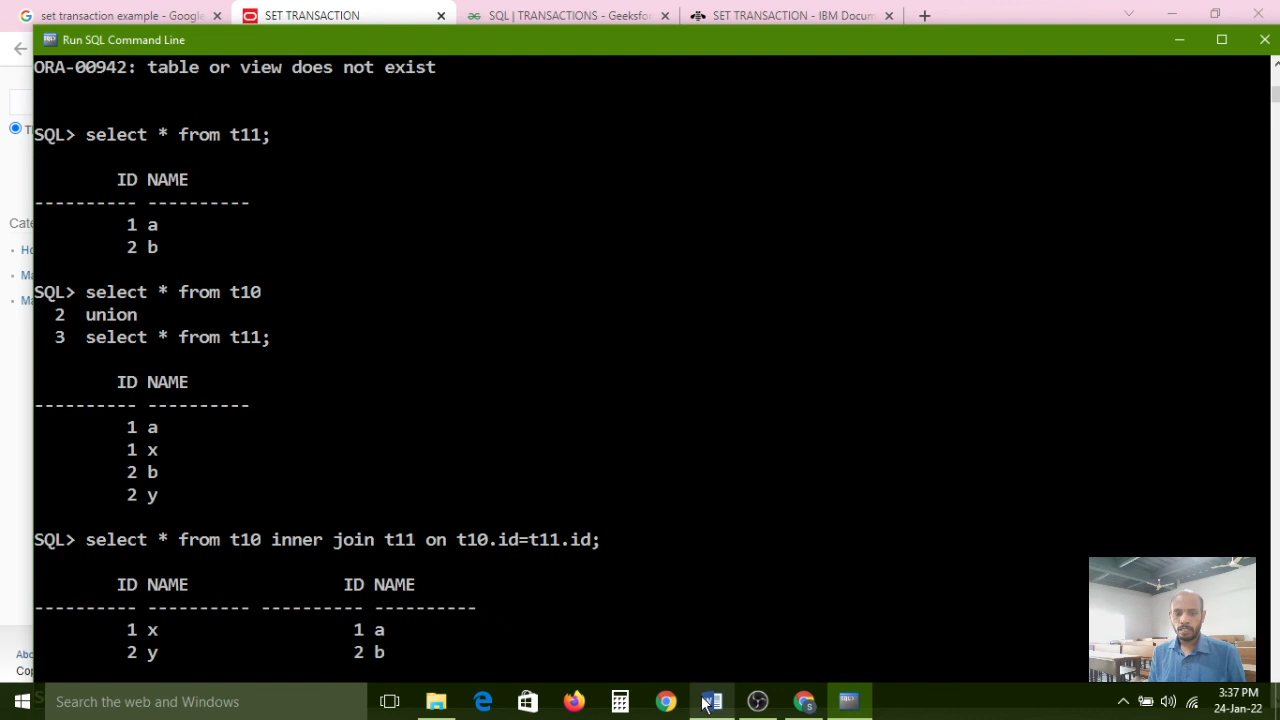 set transaction example - Google
SET TRANSACTION
SQL | TRANSACTIONS - Geeksfor
SET TRANSACTION - IBM Docum
Run SQL Command Line
ORA-00942: table or view does not exist
SQL> select * from t11;
ID NAME
---------- ----------
1 a
2 b
SQL> select * from t10
2 union
3 select * from t11;
ID NAME
---------- ----------
1 a
1 x
2 b
2 y
SQL> select * from t10 inner join t11 on t10.id=t11.id;
ID NAME ID NAME
---------- ---------- ---------- ----------
1 x 1 a
2 y 2 b
Search the web and Windows
3:37 PM
24-Jan-22